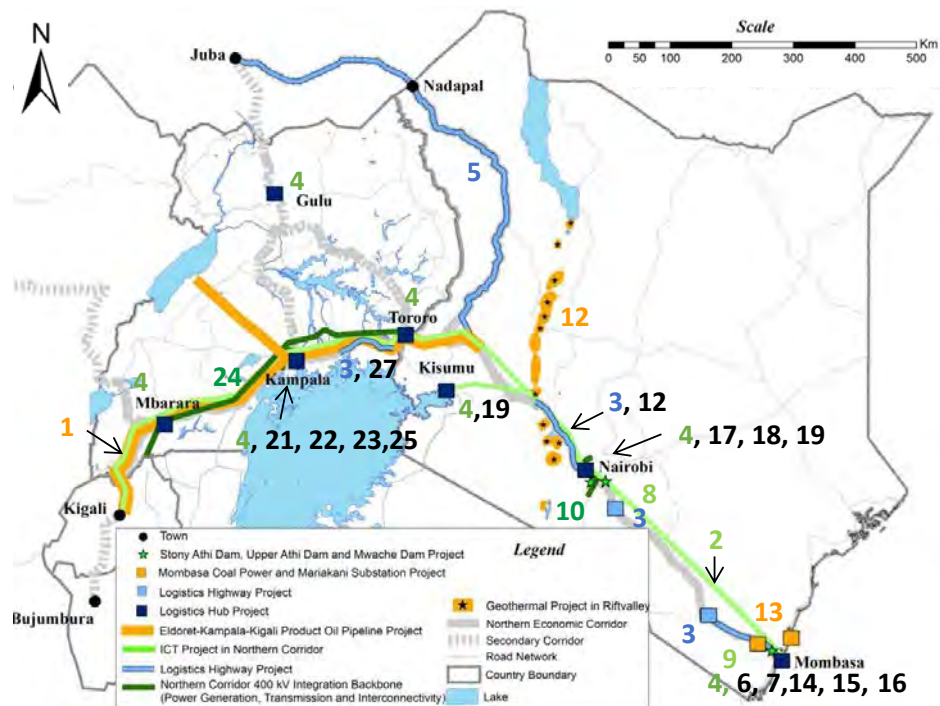 N
Scale
0 50 100 200 300 400 500 Km
Juba
Nadapal
5
4
Gulu
12
4
Tororo
Kisumu
24
Kampala
3, 27
4
Mbarara
4,19
3, 12
1
4, 21, 22, 23,25
4, 17, 18, 19
Nairobi
Kigali
10
8
3
2
Bujumbura
13
3
9
Mombasa
4, 6, 7,14, 15, 16
Legend
Town
Stony Athi Dam, Upper Athi Dam and Mwache Dam Project
Mombasa Coal Power and Mariakani Substation Project
Logistics Highway Project
Logistics Hub Project
Eldoret-Kampala-Kigali Product Oil Pipeline Project
ICT Project in Northern Corridor
Logistics Highway Project
Northern Corridor 400 kV Integration Backbone
(Power Generation, Transmission and Interconnectivity)
Geothermal Project in Riftvalley
Northern Economic Corridor
Secondary Corridor
Road Network
Country Boundary
Lake